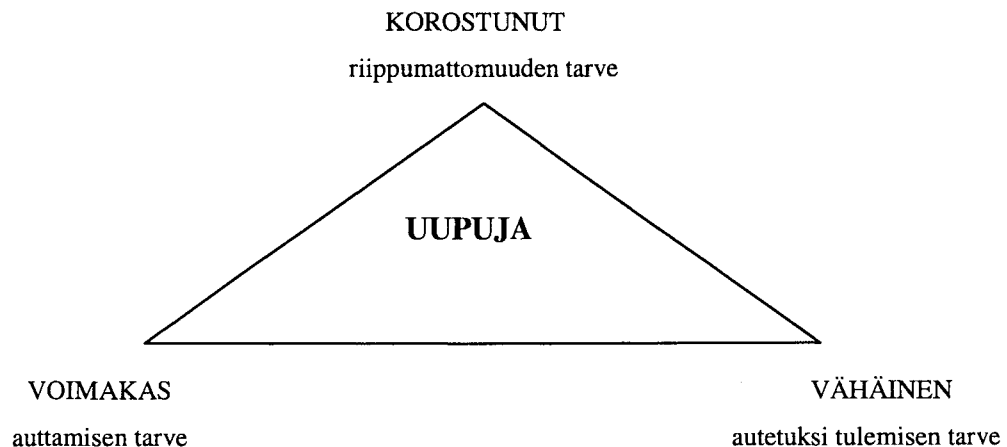 KOROSTUNUT
riippumattomuuden tarve
UUPUJA
VOIMAKAS
auttamisen tarve
VÄHÄINEN
autetuksi tulemisen tarve